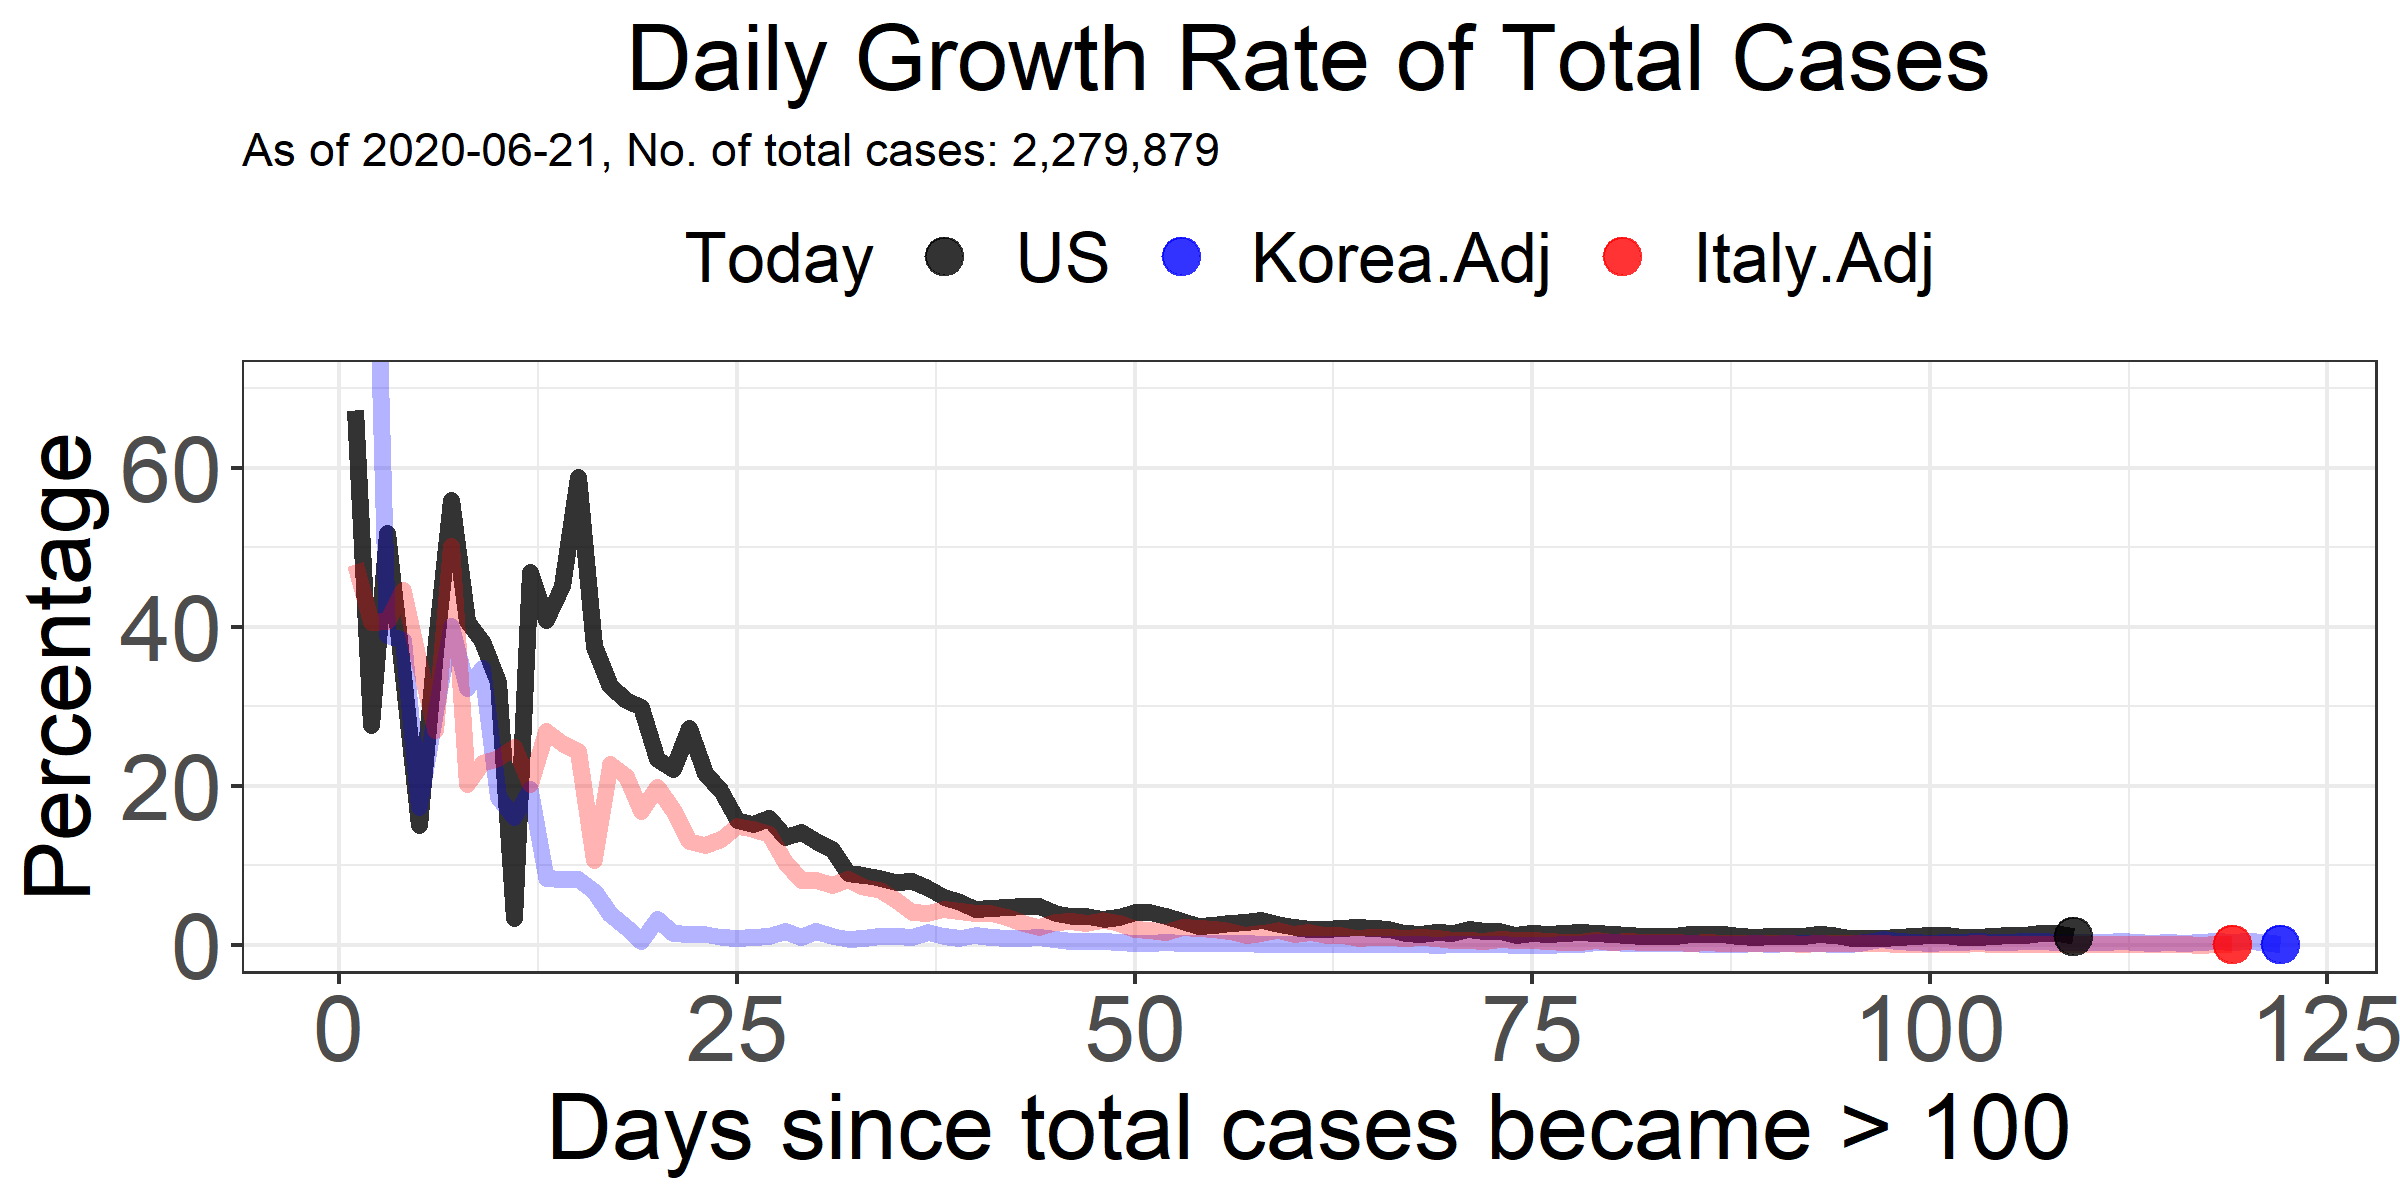 Daily Growth Rate of Total Cases
As of 2020-06-21, No. of total cases: 2,279,879
Today US Korea.Adj Italy.Adj
Percentage
60
40
20
0
0 25 50 75 100 125
Days since total cases became > 100